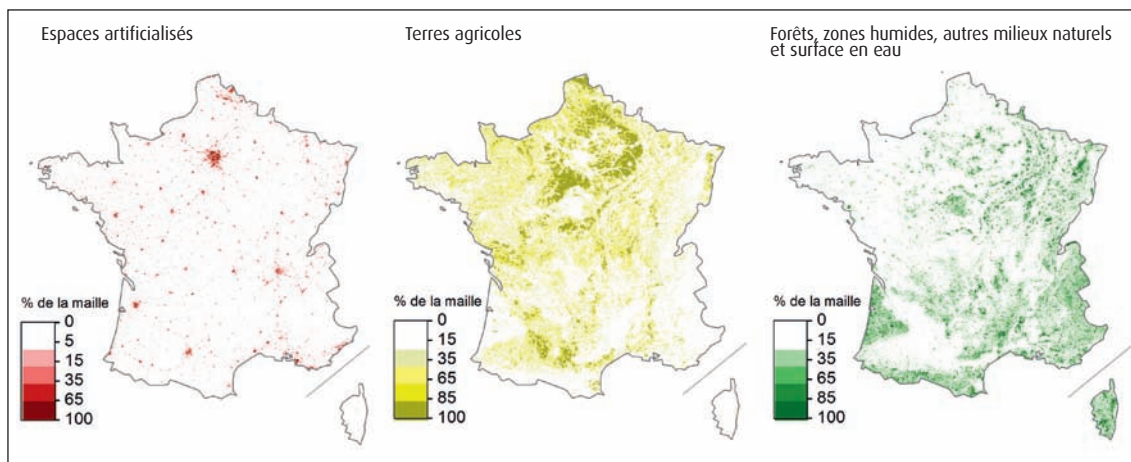 Espaces artificialisés
% de la maille
0
5
15
35
65
100
Terres agricoles
% de la maille
0
15
35
65
85
100
Forêts, zones humides, autres milieux naturels
et surface en eau
% de la maille
0
15
35
65
85
100